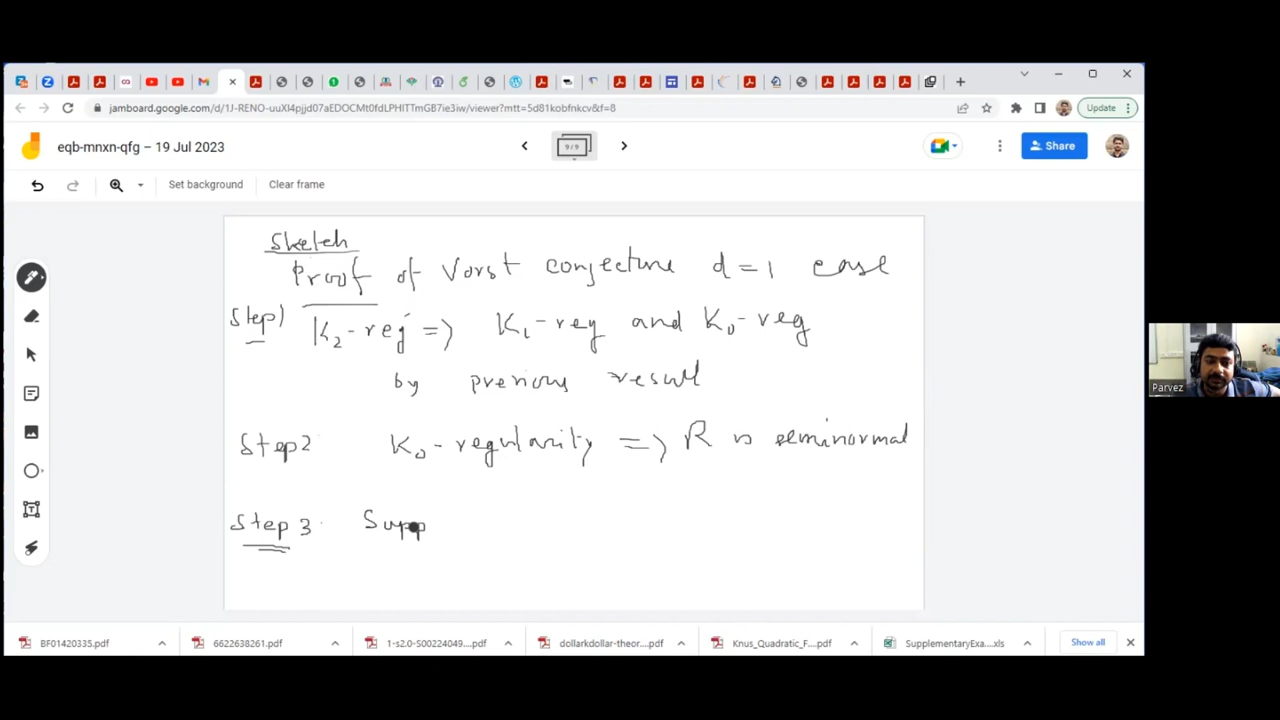 jamboard.google.com/d/1J-RENO-uuXl4pjjd07aEDOCMt0fdLPHITTmGB7ie3iw/viewer?mtt=5d81kobfnkcv&f=8
Update
eqb-mnxn-qfg – 19 Jul 2023
9/9
Share
Set background
Clear frame
Sketch
Proof of Vorst conjecture d=1 case
Step1) K₂-reg => K₁-reg and K₀-reg
by previous result
Step2 K₀-regularity => R is seminormal
Step 3. Supp
Parvez
BF01420335.pdf
6622638261.pdf
1-s2.0-S00224049...pdf
dollarkdollar-theor....pdf
Knus_Quadratic_F....pdf
SupplementaryExa....xls
Show all